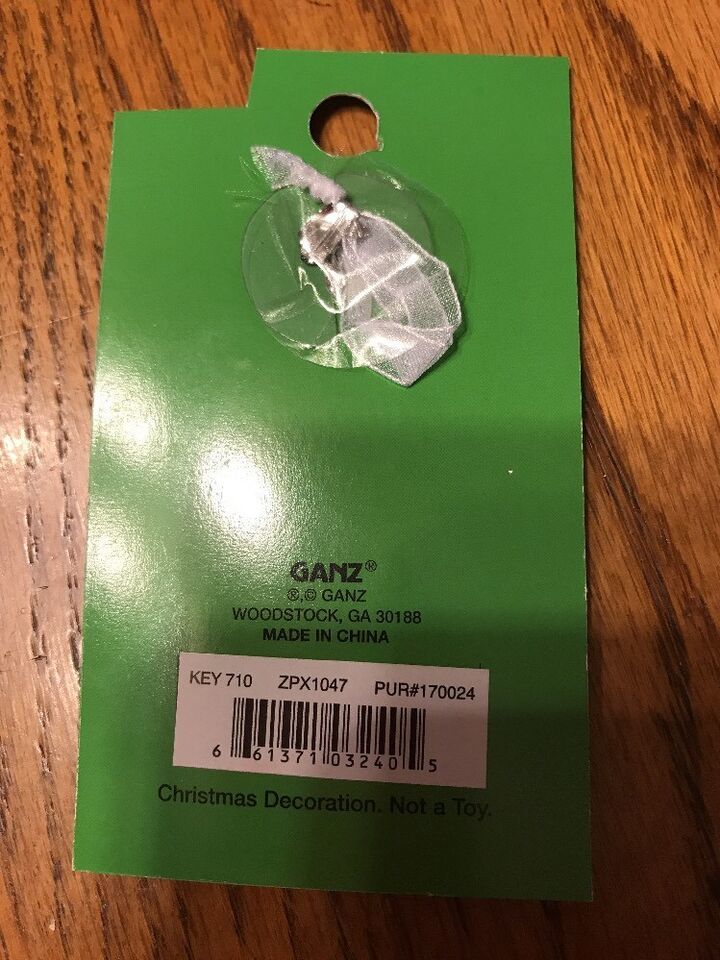 GANZ®
®,© GANZ
WOODSTOCK, GA 30188
MADE IN CHINA
KEY 710 ZPX1047 PUR#170024
6 61371 03240 5
Christmas Decoration. Not a Toy.